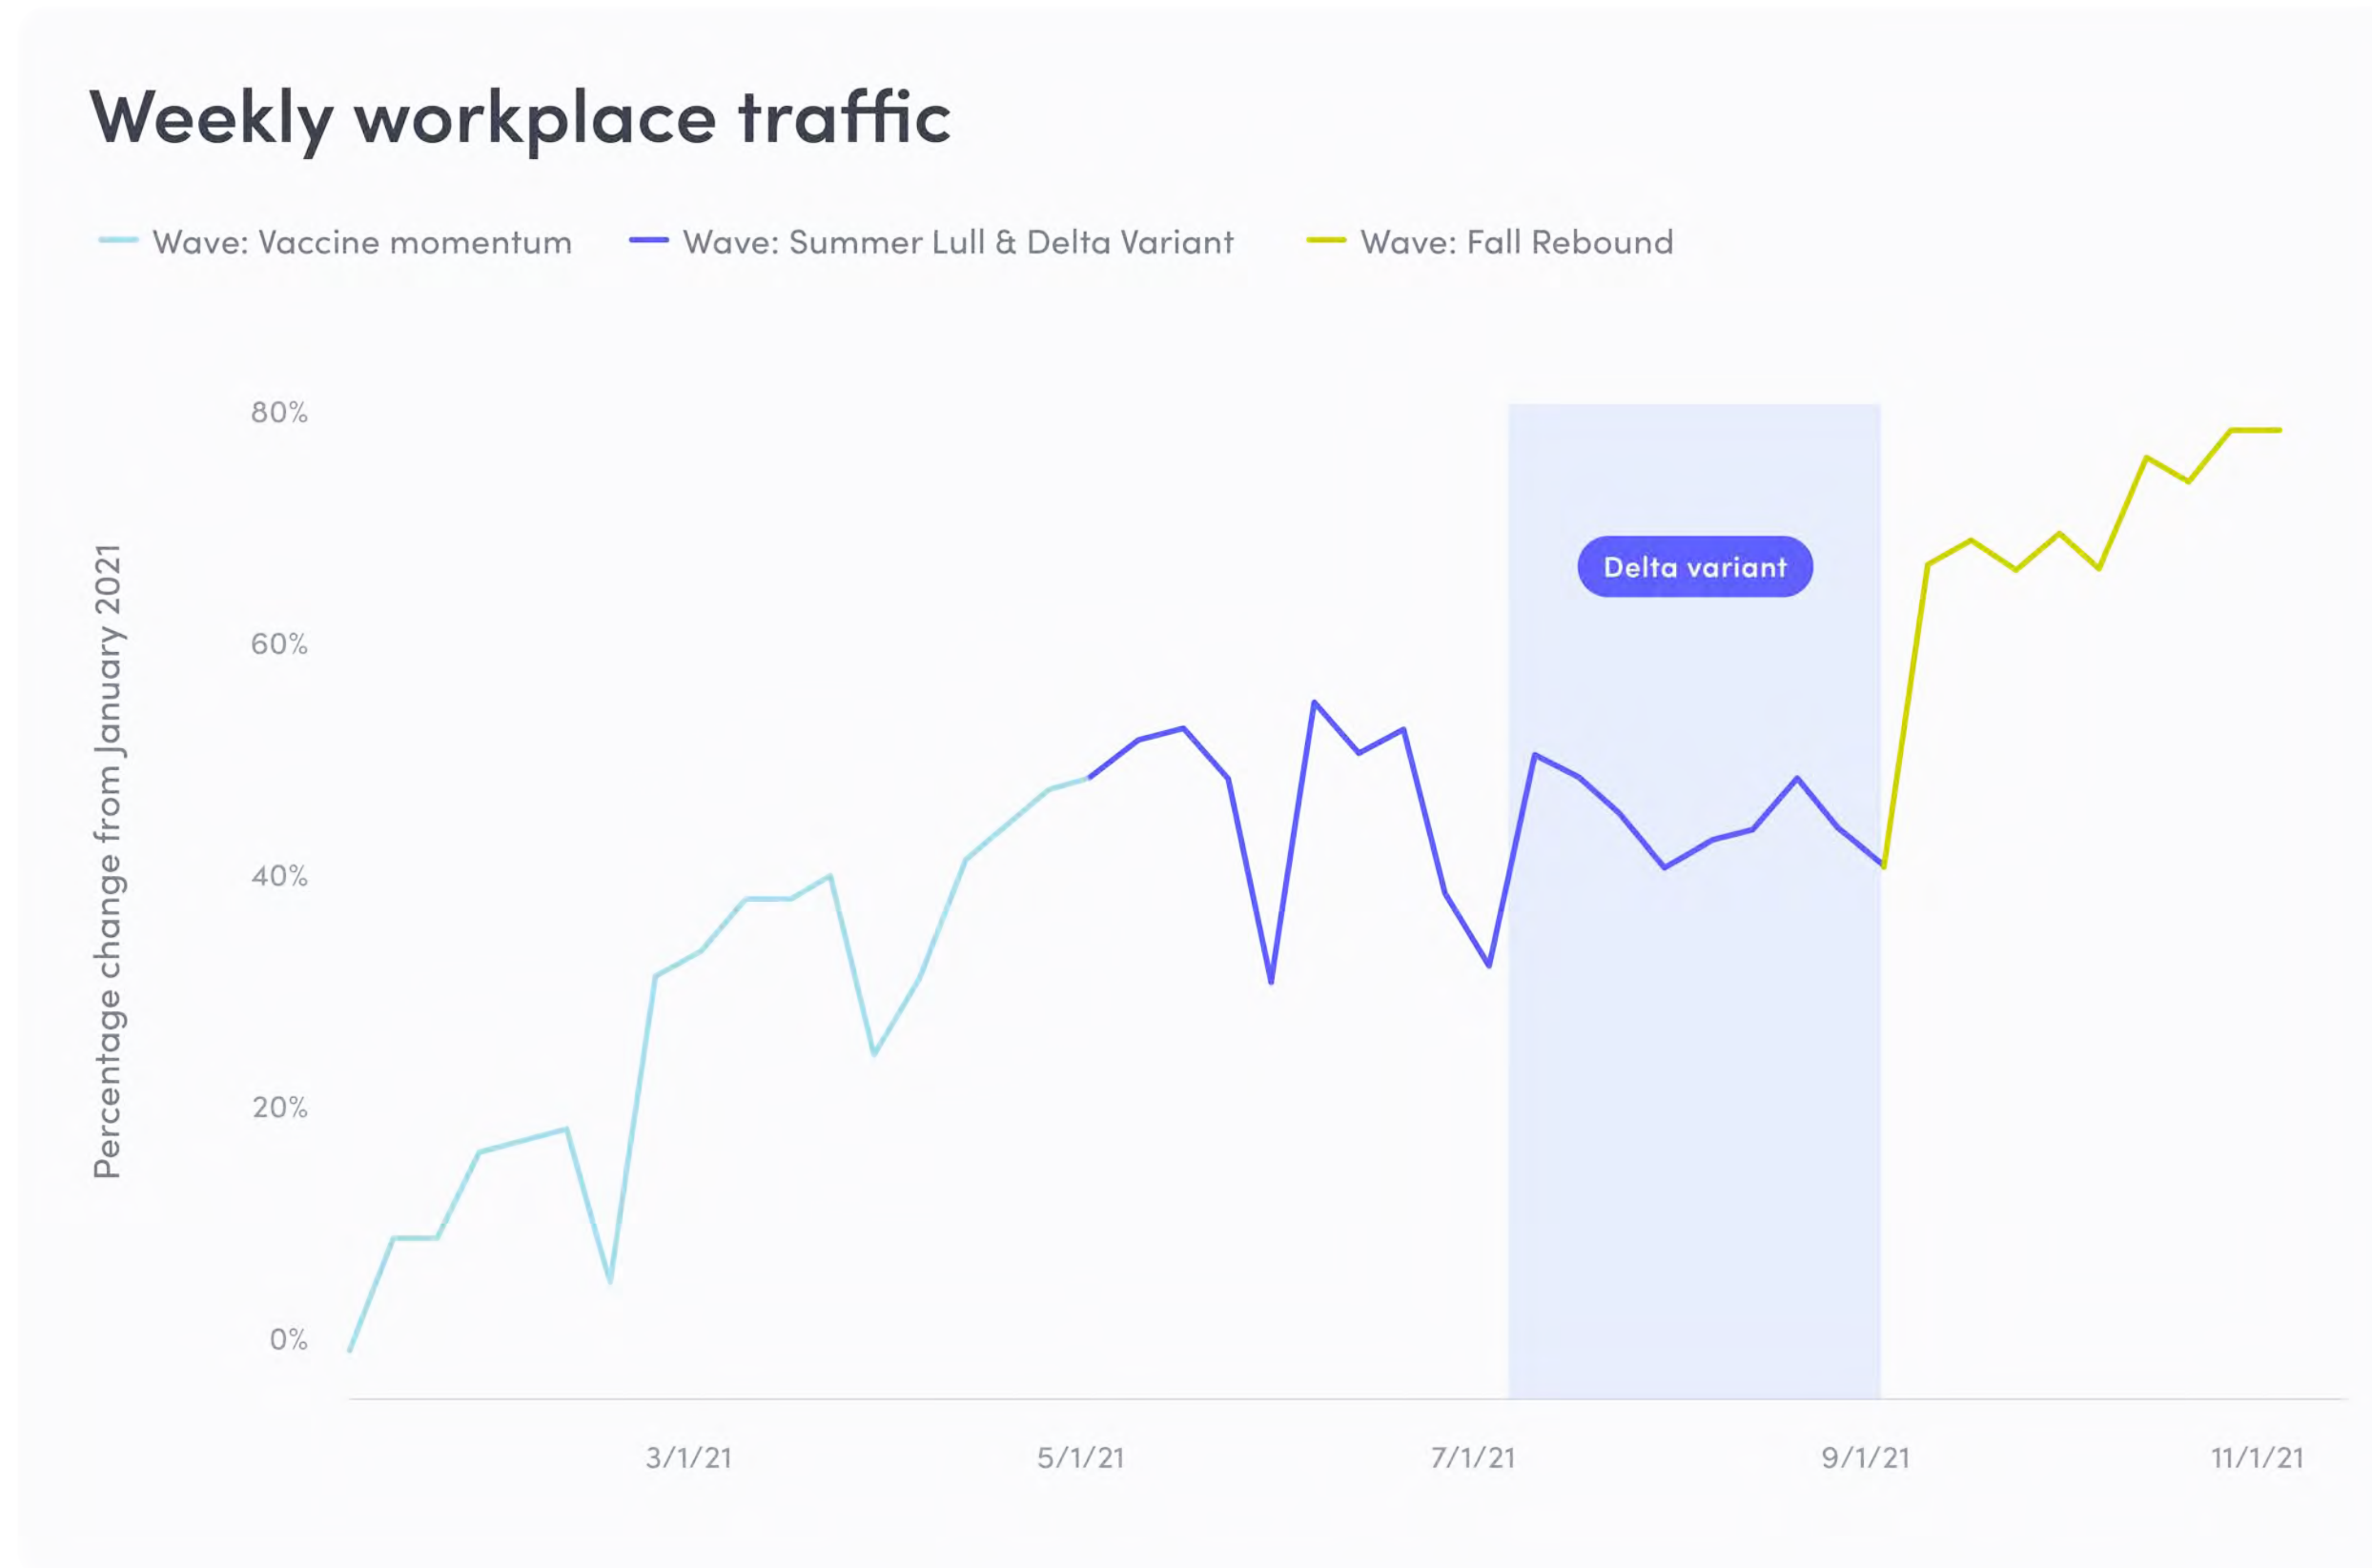 Weekly workplace traffic
Wave: Vaccine momentum
Wave: Summer Lull & Delta Variant
Wave: Fall Rebound
Percentage change from January 2021
80%
60%
40%
20%
0%
Delta variant
3/1/21
5/1/21
7/1/21
9/1/21
11/1/21